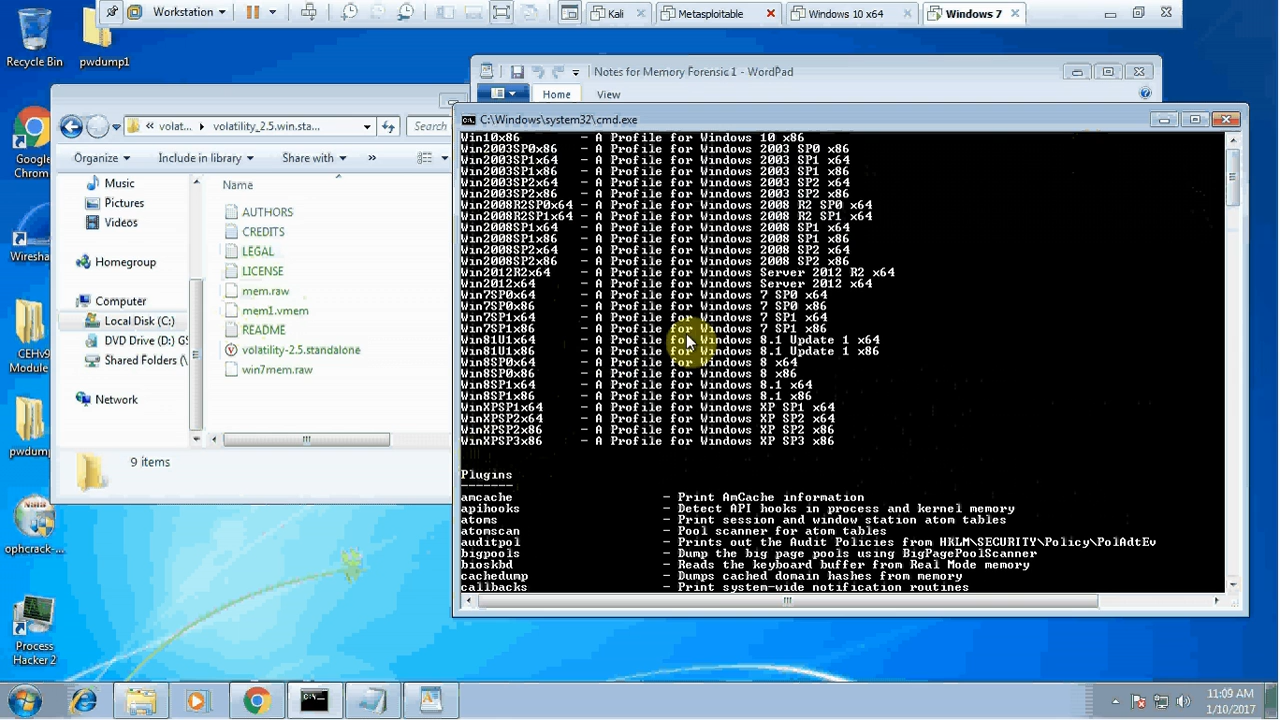 Workstation
Kali
Metasploitable
Windows 10 x64
Windows 7
Recycle Bin
pwdump1
Google
Chrom
Wiresha
CEHv9
Module
pwdump
ophcrack-...
Process
Hacker 2
Notes for Memory Forensic 1 - WordPad
Home
View
« volat...
volatility_2.5.win.sta...
Search
Organize
Include in library
Share with
»
Name
Music
Pictures
Videos
Homegroup
Computer
Local Disk (C:)
DVD Drive (D:) G
Shared Folders (\
Network
AUTHORS
CREDITS
LEGAL
LICENSE
mem.raw
mem1.vmem
README
volatility-2.5.standalone
win7mem.raw
9 items
C:\Windows\system32\cmd.exe
Win10x86 - A Profile for Windows 10 x86
Win2003SP0x86 - A Profile for Windows 2003 SP0 x86
Win2003SP1x64 - A Profile for Windows 2003 SP1 x64
Win2003SP1x86 - A Profile for Windows 2003 SP1 x86
Win2003SP2x64 - A Profile for Windows 2003 SP2 x64
Win2003SP2x86 - A Profile for Windows 2003 SP2 x86
Win2008R2SP0x64 - A Profile for Windows 2008 R2 SP0 x64
Win2008R2SP1x64 - A Profile for Windows 2008 R2 SP1 x64
Win2008SP1x64 - A Profile for Windows 2008 SP1 x64
Win2008SP1x86 - A Profile for Windows 2008 SP1 x86
Win2008SP2x64 - A Profile for Windows 2008 SP2 x64
Win2008SP2x86 - A Profile for Windows 2008 SP2 x86
Win2012R2x64 - A Profile for Windows Server 2012 R2 x64
Win2012x64 - A Profile for Windows Server 2012 x64
Win7SP0x64 - A Profile for Windows 7 SP0 x64
Win7SP0x86 - A Profile for Windows 7 SP0 x86
Win7SP1x64 - A Profile for Windows 7 SP1 x64
Win7SP1x86 - A Profile for Windows 7 SP1 x86
Win81U1x64 - A Profile for Windows 8.1 Update 1 x64
Win81U1x86 - A Profile for Windows 8.1 Update 1 x86
Win8SP0x64 - A Profile for Windows 8 x64
Win8SP0x86 - A Profile for Windows 8 x86
Win8SP1x64 - A Profile for Windows 8.1 x64
Win8SP1x86 - A Profile for Windows 8.1 x86
WinXPSP1x64 - A Profile for Windows XP SP1 x64
WinXPSP2x64 - A Profile for Windows XP SP2 x64
WinXPSP2x86 - A Profile for Windows XP SP2 x86
WinXPSP3x86 - A Profile for Windows XP SP3 x86
Plugins
-------
amcache - Print AmCache information
apihooks - Detect API hooks in process and kernel memory
atoms - Print session and window station atom tables
atomscan - Pool scanner for atom tables
auditpol - Prints out the Audit Policies from HKLM\SECURITY\Policy\PolAdtEv
bigpools - Dump the big page pools using BigPagePoolScanner
bioskbd - Reads the keyboard buffer from Real Mode memory
cachedump - Dumps cached domain hashes from memory
callbacks - Print system-wide notification routines
11:09 AM
1/10/2017